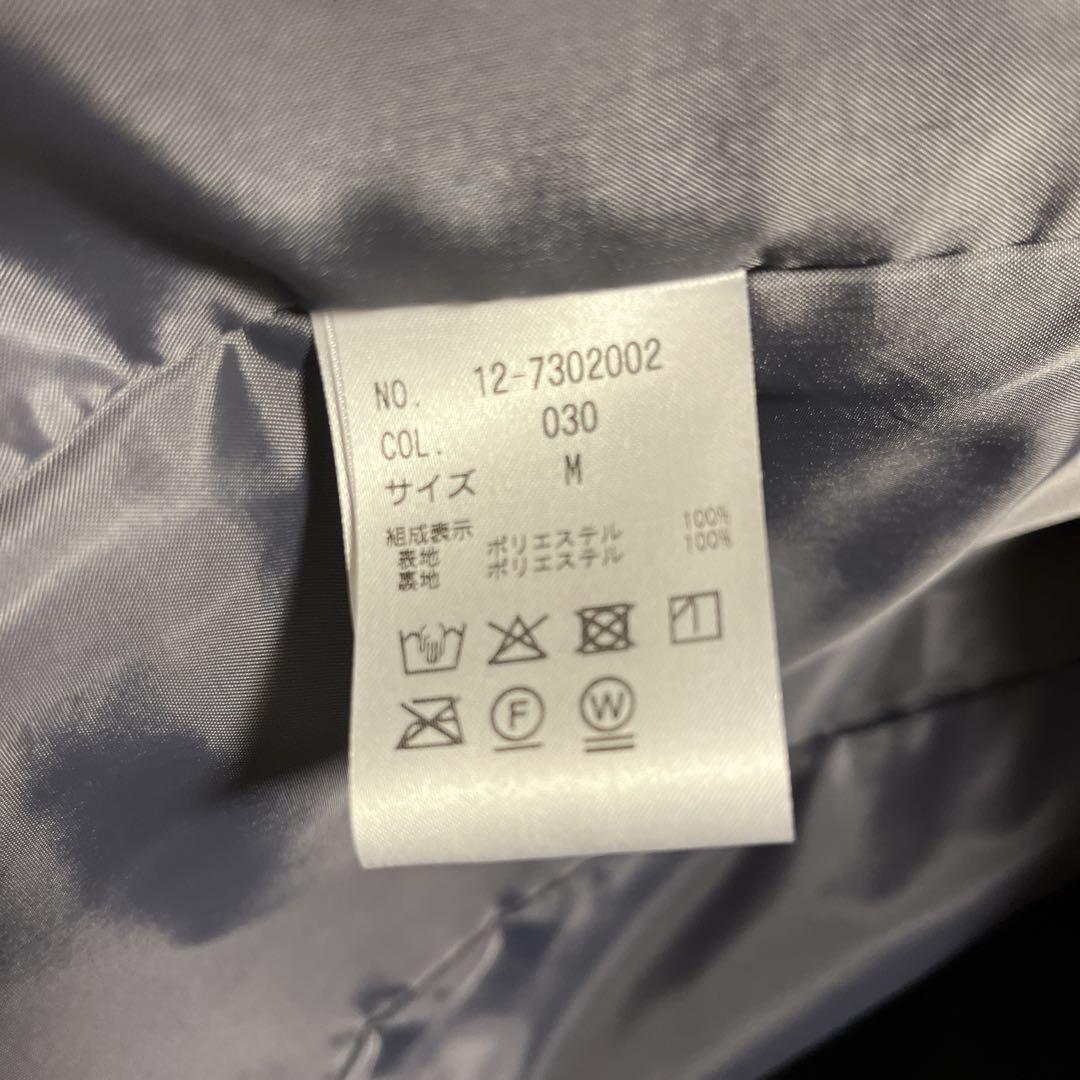 NO. 12-7302002
COL. 030
サイズ M
組成表示
表地 ポリエステル 100%
裏地 ポリエステル 100%
F W